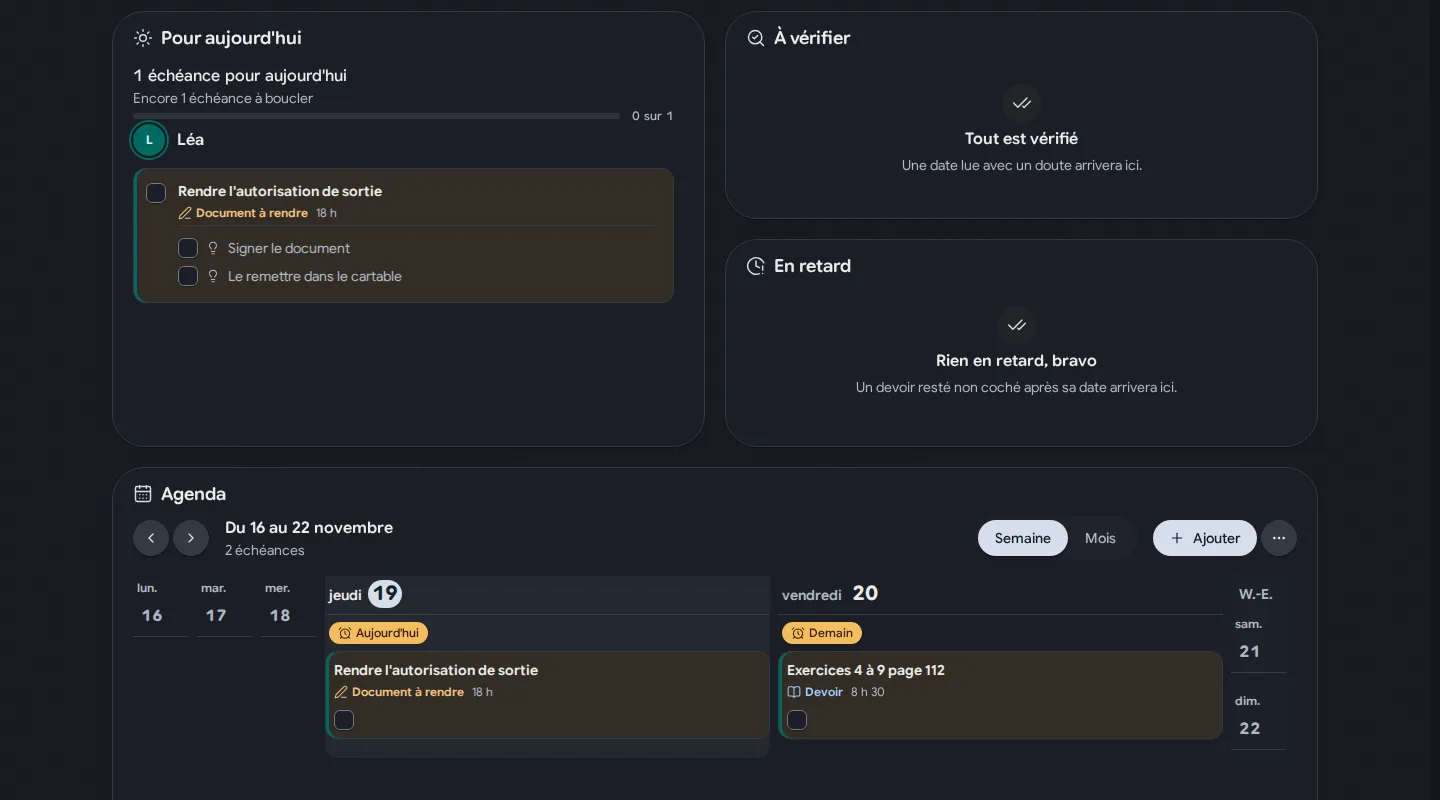 Pour aujourd'hui
1 échéance pour aujourd'hui
Encore 1 échéance à boucler
0 sur 1
L
Léa
Rendre l'autorisation de sortie
Document à rendre 18 h
Signer le document
Le remettre dans le cartable
À vérifier
Tout est vérifié
Une date lue avec un doute arrivera ici.
En retard
Rien en retard, bravo
Un devoir resté non coché après sa date arrivera ici.
Agenda
Du 16 au 22 novembre
2 échéances
Semaine
Mois
+ Ajouter
lun.
16
mar.
17
mer.
18
jeudi 19
Aujourd'hui
Rendre l'autorisation de sortie
Document à rendre 18 h
vendredi 20
Demain
Exercices 4 à 9 page 112
Devoir 8 h 30
W.-E.
sam.
21
dim.
22